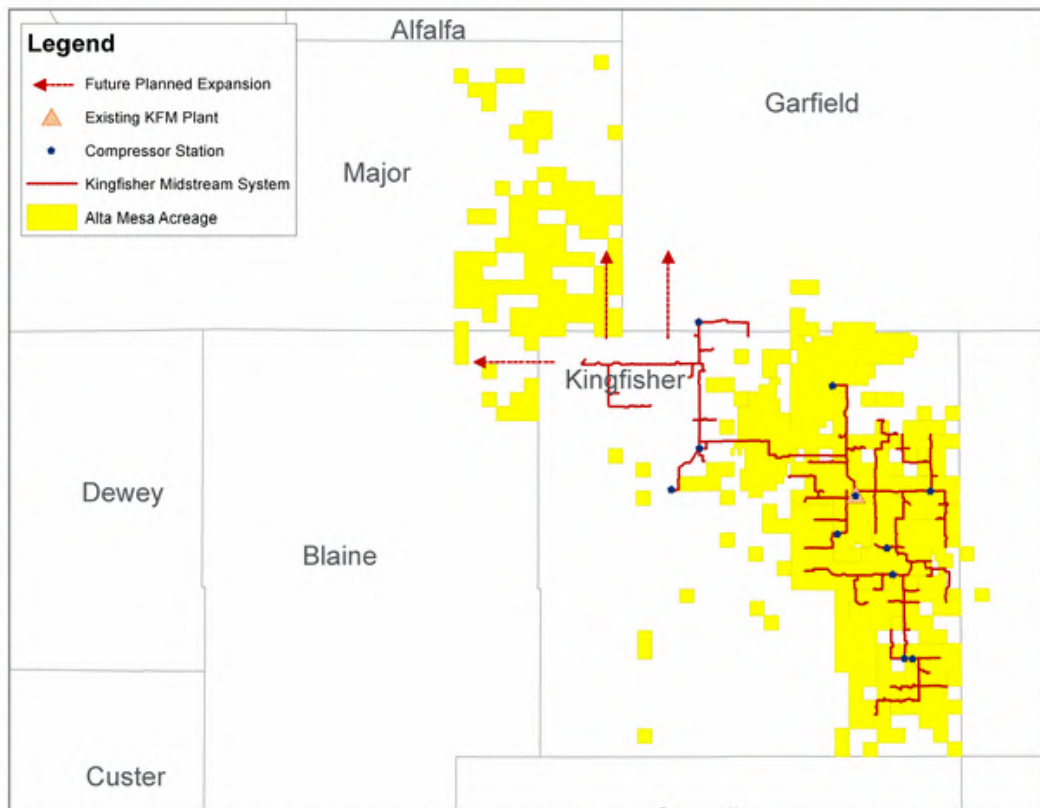 Alfalfa
Legend
Future Planned Expansion
Existing KFM Plant
Compressor Station
Kingfisher Midstream System
Alta Mesa Acreage
Garfield
Major
Kingfisher
Dewey
Blaine
Custer